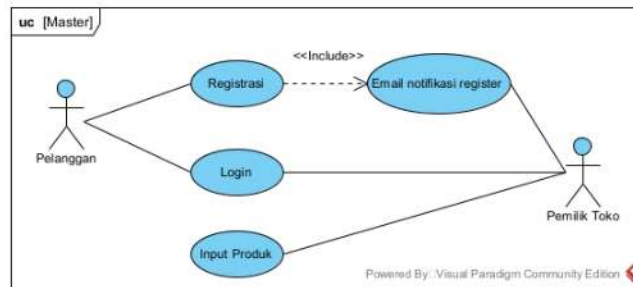 uc [Master]
<<Include>>
Registrasi
Email notifikasi register
Pelanggan
Login
Pemilik Toko
Input Produk
Powered By: Visual Paradigm Community Edition